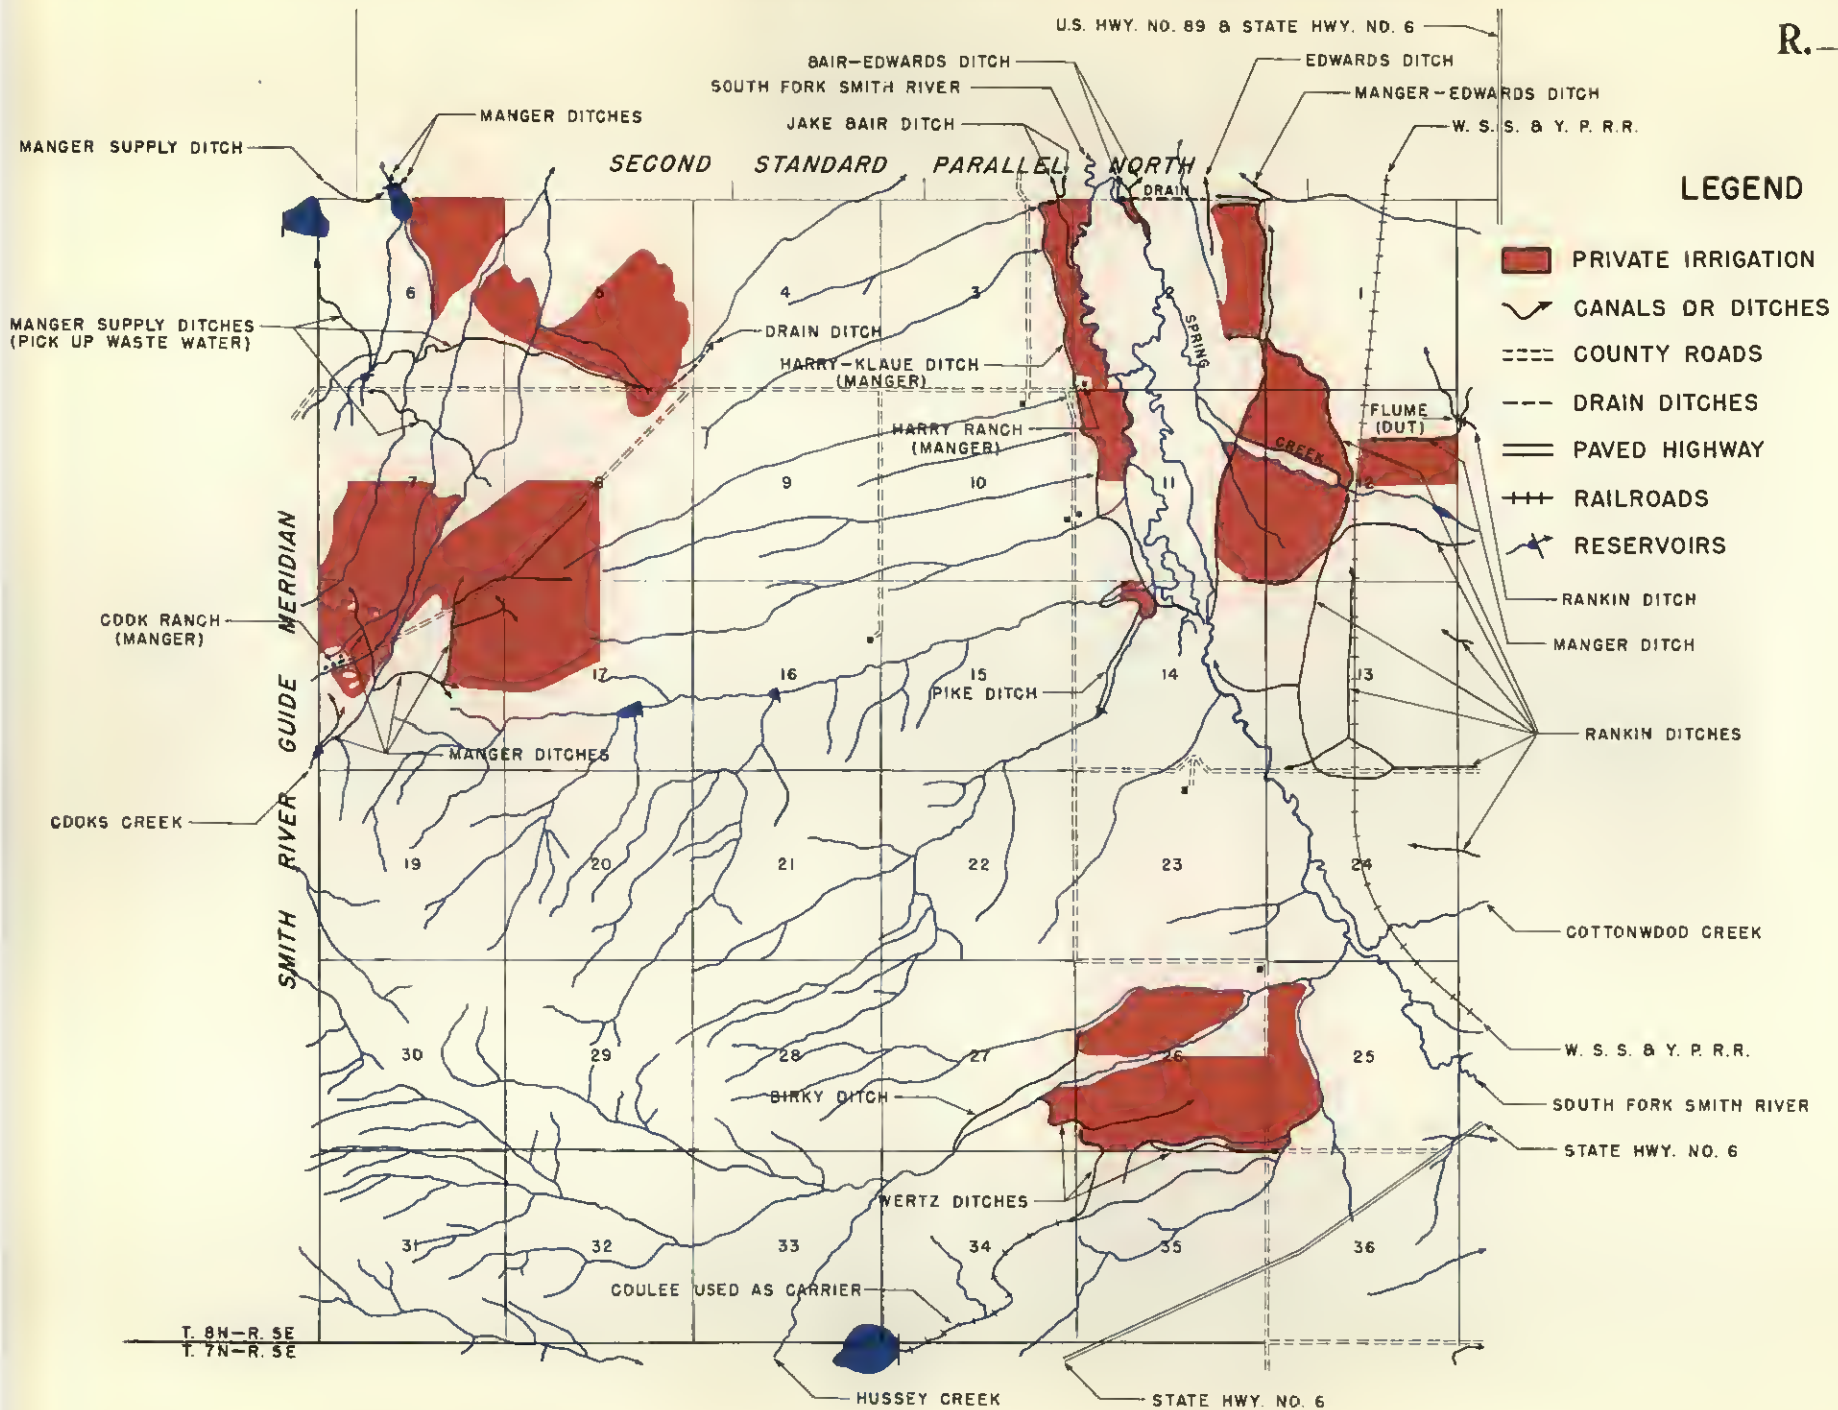 U.S. HWY. NO. 89 & STATE HWY. NO. 6
R.
BAIR-EDWARDS DITCH
EDWARDS DITCH
SOUTH FORK SMITH RIVER
MANGER-EDWARDS DITCH
MANGER DITCHES
JAKE BAIR DITCH
W. S. S. & Y. P. R.R.
MANGER SUPPLY DITCH
SECOND STANDARD PARALLEL NORTH
DRAIN
LEGEND
PRIVATE IRRIGATION
CANALS OR DITCHES
COUNTY ROADS
DRAIN DITCHES
PAVED HIGHWAY
RAILROADS
RESERVOIRS
6
5
4
3
2
1
MANGER SUPPLY DITCHES
(PICK UP WASTE WATER)
DRAIN DITCH
SPRING
HARRY-KLAUE DITCH
(MANGER)
FLUME
(OUT)
HARRY RANCH
(MANGER)
CREEK
7
8
9
10
11
12
SMITH RIVER GUIDE MERIDIAN
RANKIN DITCH
COOK RANCH
(MANGER)
MANGER DITCH
17
16
15
14
13
PIKE DITCH
RANKIN DITCHES
MANGER DITCHES
COOKS CREEK
19
20
21
22
23
24
COTTONWOOD CREEK
30
29
28
27
26
25
W. S. S. & Y. P. R.R.
BIRKY DITCH
SOUTH FORK SMITH RIVER
STATE HWY. NO. 6
WERTZ DITCHES
31
32
33
34
35
36
COULEE USED AS CARRIER
T. 8N-R. 5E
T. 7N-R. 5E
HUSSEY CREEK
STATE HWY. NO. 6